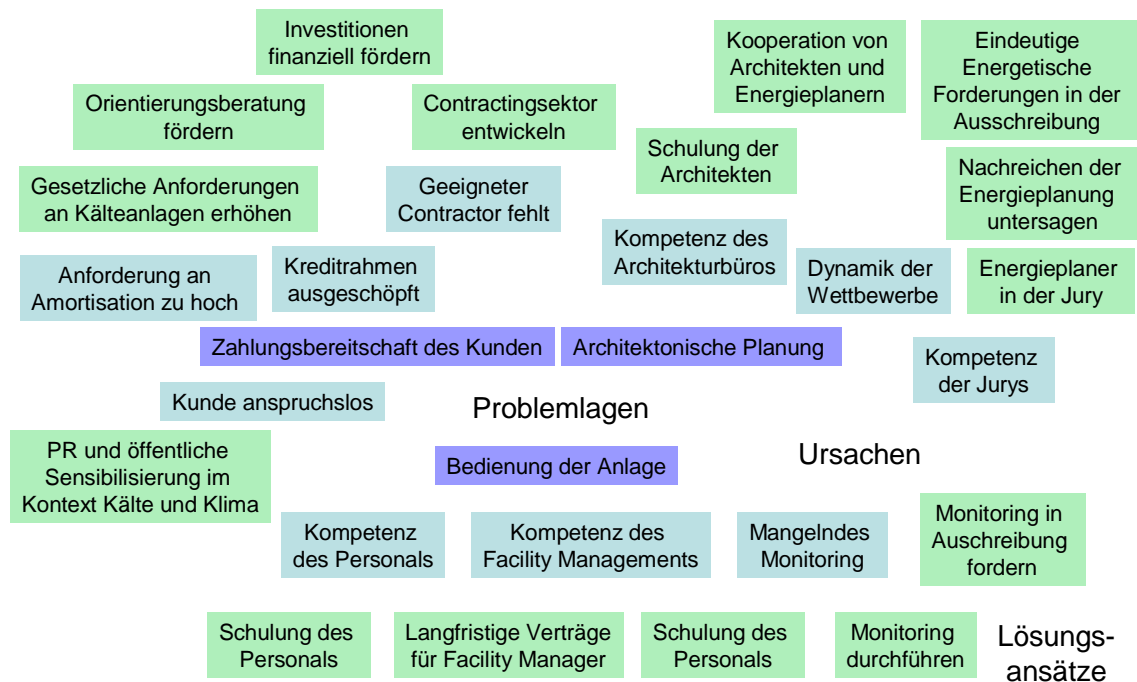 Investitionen
finanziell fördern
Kooperation von
Architekten und
Energieplanern
Eindeutige
Energetische
Forderungen in der
Ausschreibung
Orientierungsberatung
fördern
Contractingsektor
entwickeln
Schulung der
Architekten
Gesetzliche Anforderungen
an Kälteanlagen erhöhen
Geeigneter
Contractor fehlt
Nachreichen der
Energieplanung
untersagen
Kompetenz des
Architekturbüros
Anforderung an
Amortisation zu hoch
Kreditrahmen
ausgeschöpft
Dynamik der
Wettbewerbe
Energieplaner
in der Jury
Zahlungsbereitschaft des Kunden
Architektonische Planung
Kompetenz
der Jurys
Kunde anspruchslos
Problemlagen
PR und öffentliche
Sensibilisierung im
Kontext Kälte und Klima
Bedienung der Anlage
Ursachen
Kompetenz
des Personals
Kompetenz des
Facility Managements
Mangelndes
Monitoring
Monitoring in
Auschreibung
fordern
Schulung des
Personals
Langfristige Verträge
für Facility Manager
Schulung des
Personals
Monitoring
durchführen
Lösungs-
ansätze